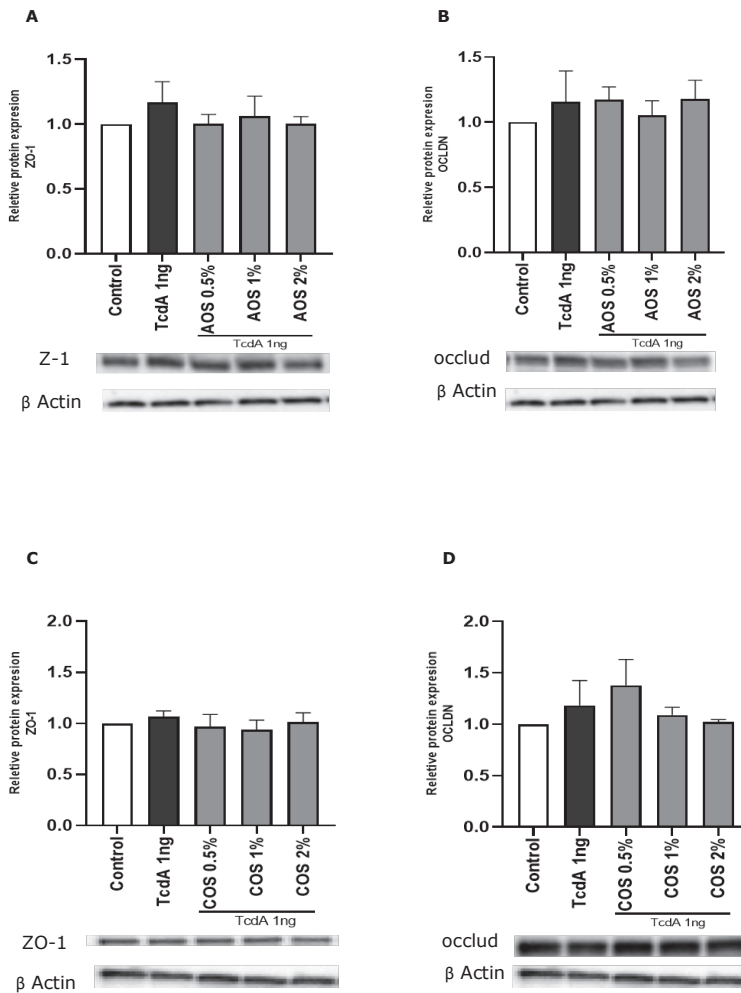 A
Reletive protein expresion
ZO-1
1.5
1.0
0.5
0.0
Control
TcdA 1ng
AOS 0.5%
AOS 1%
AOS 2%
TcdA 1ng
Z-1
β Actin
B
Reletive protein expresion
OCLDN
1.5
1.0
0.5
0.0
Control
TcdA 1ng
AOS 0.5%
AOS 1%
AOS 2%
TcdA 1ng
occlud
β Actin
C
Reletive protein expresion
ZO-1
2.0
1.5
1.0
0.5
0.0
Control
TcdA 1ng
COS 0.5%
COS 1%
COS 2%
TcdA 1ng
ZO-1
β Actin
D
Reletive protein expresion
OCLDN
2.0
1.5
1.0
0.5
0.0
Control
TcdA 1ng
COS 0.5%
COS 1%
COS 2%
TcdA 1ng
occlud
β Actin